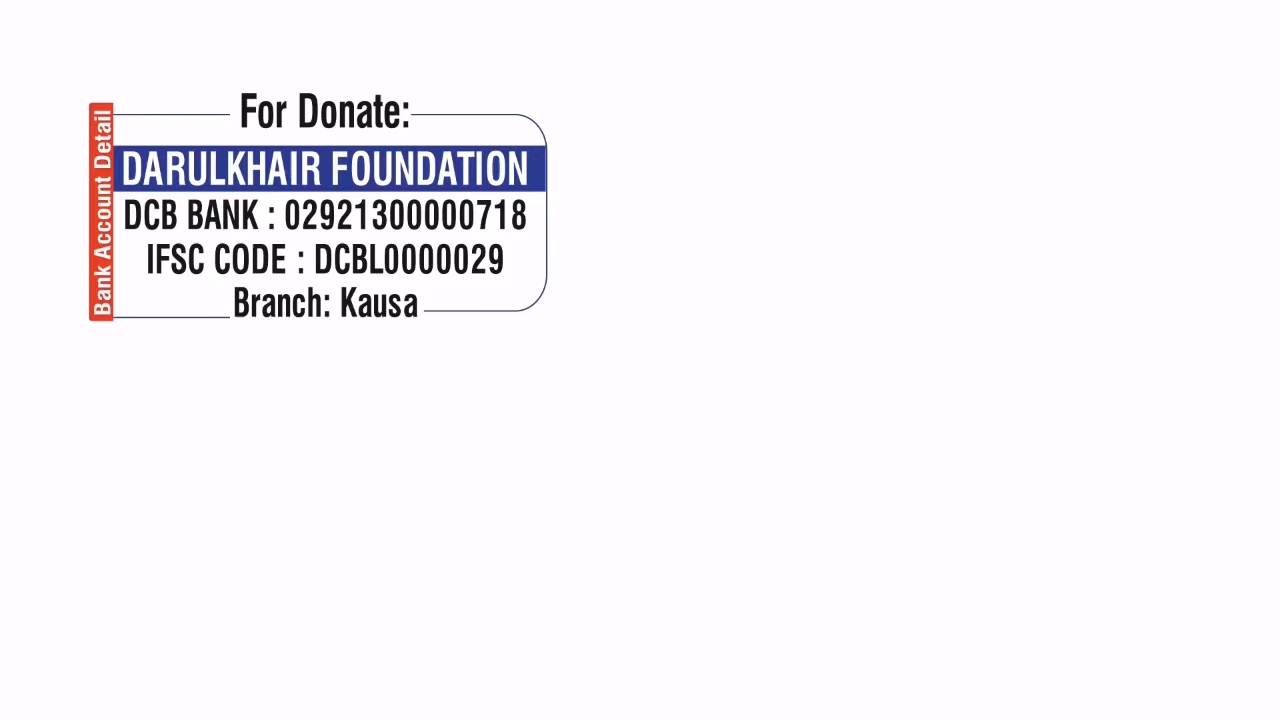 For Donate:
Bank Account Detail
DARULKHAIR FOUNDATION
DCB BANK : 02921300000718
IFSC CODE : DCBL0000029
Branch: Kausa